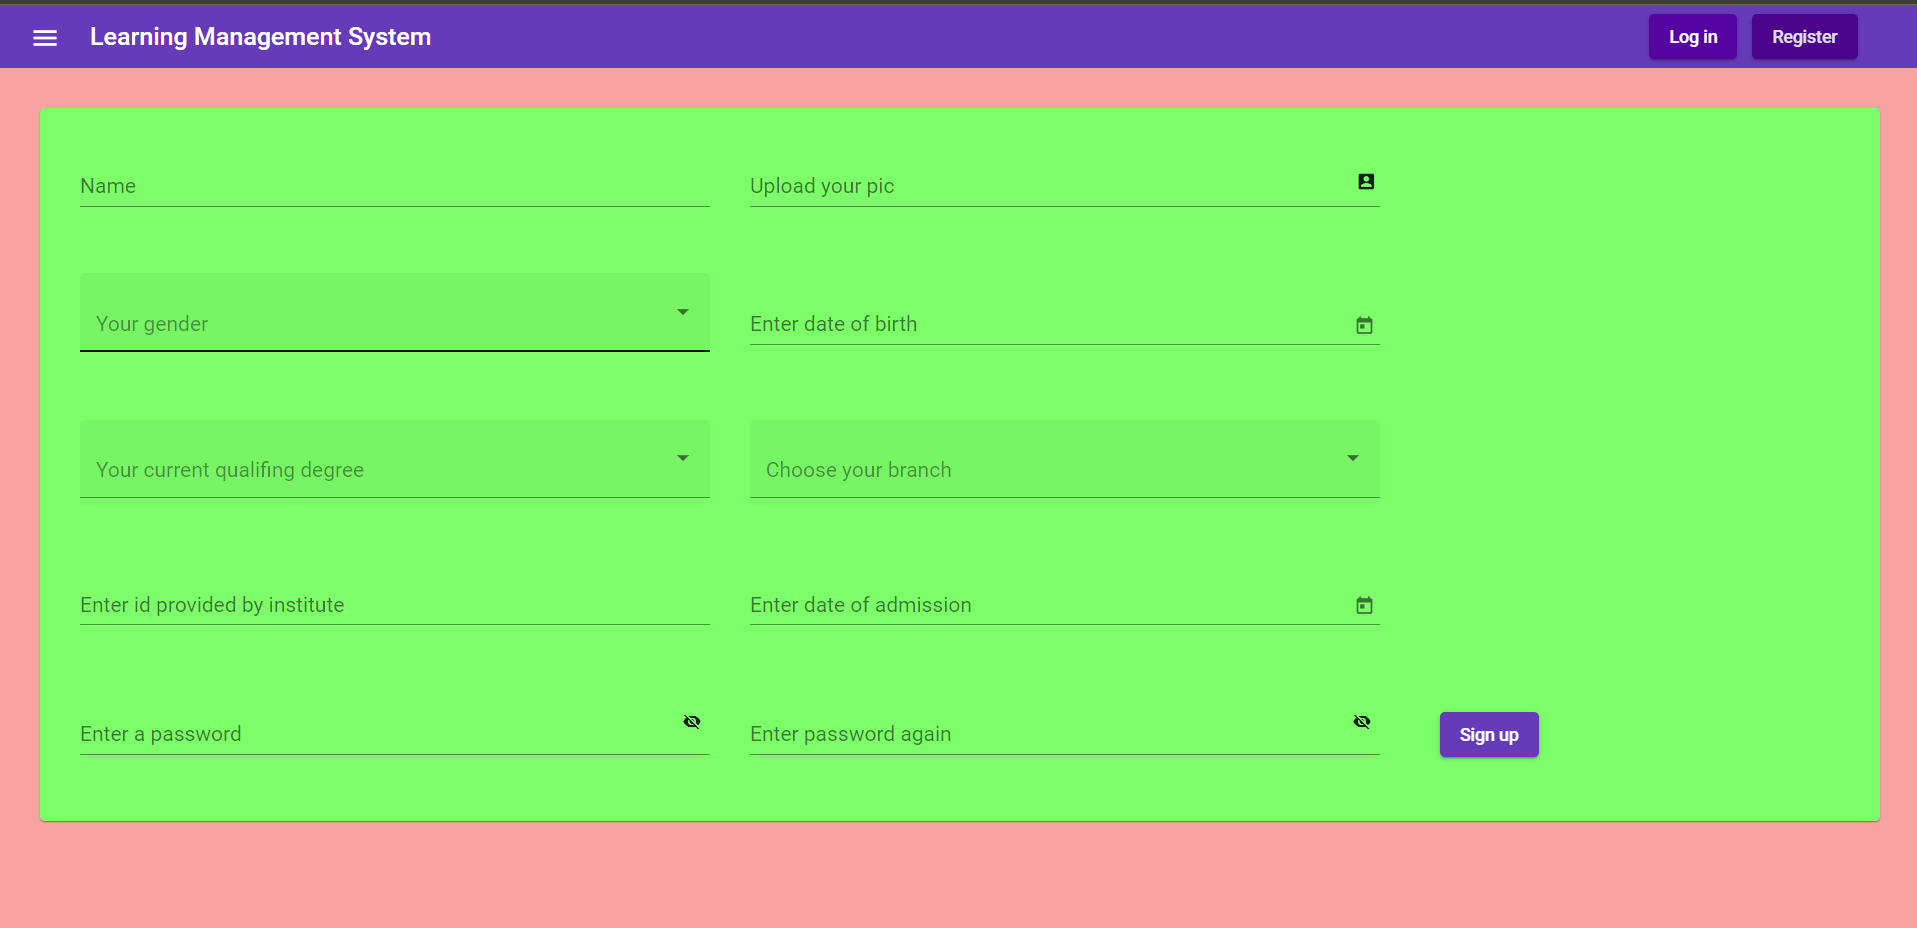 Learning Management System
Log in
Register
Name
Upload your pic
Your gender
Enter date of birth
Your current qualifing degree
Choose your branch
Enter id provided by institute
Enter date of admission
Enter a password
Enter password again
Sign up